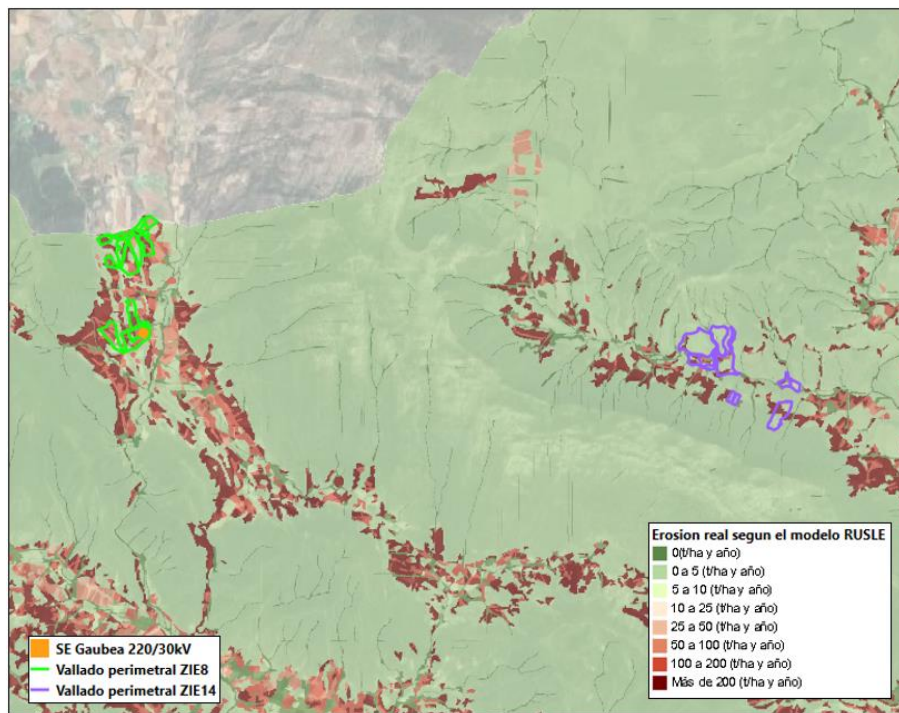 Erosion real segun el modelo RUSLE
0(t/ha y año)
0 a 5 (t/ha y año)
5 a 10 (t/ha y año)
10 a 25 (t/ha y año)
25 a 50 (t/ha y año)
50 a 100 (t/ha y año)
100 a 200 (t/ha y año)
Más de 200 (t/ha y año)
SE Gaubea 220/30kV
Vallado perimetral ZIE8
Vallado perimetral ZIE14